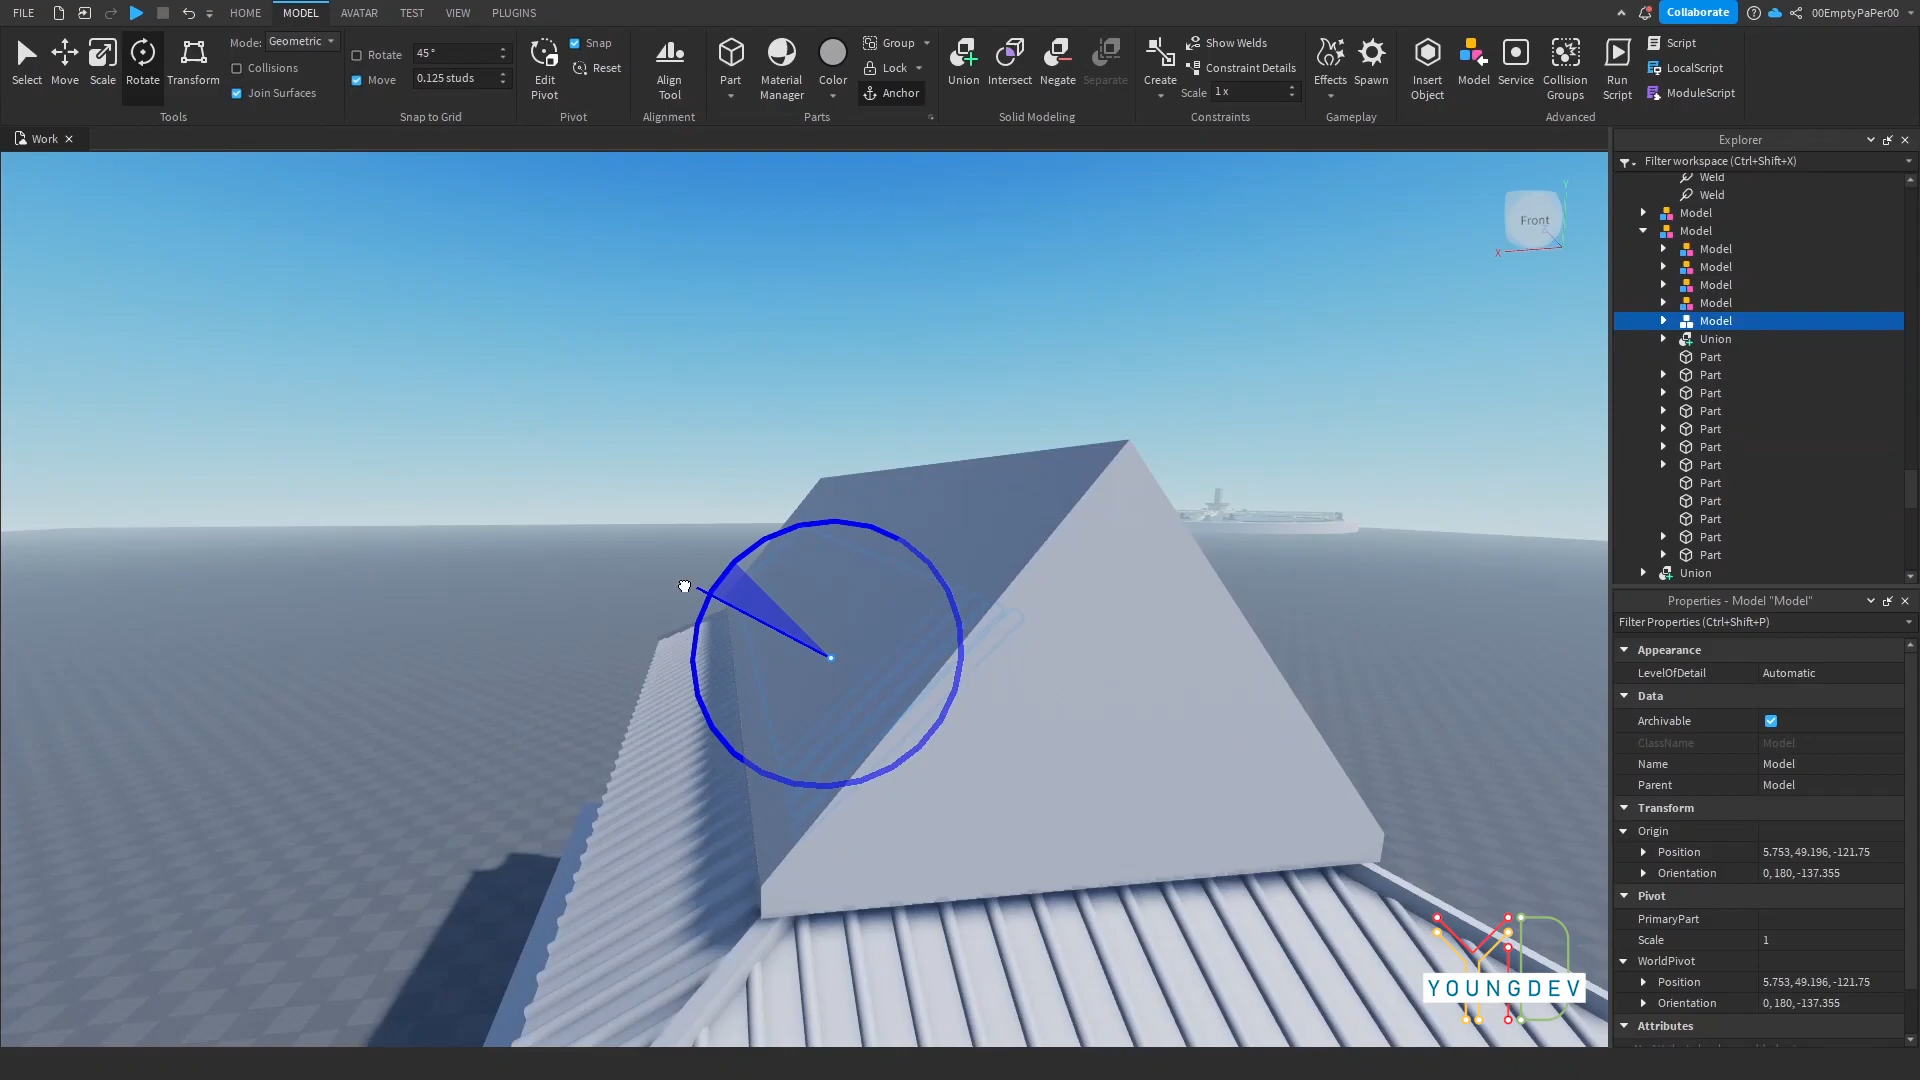 FILE HOME MODEL AVATAR TEST VIEW PLUGINS Collaborate 00EmptyPaPer00
Select Move Scale Rotate Transform
Mode: Geometric
Collisions
Join Surfaces
Tools
Rotate 45°
Move 0.125 studs
Snap to Grid
Edit Pivot
Snap
Reset
Pivot
Align Tool
Alignment
Part
Material Manager
Color
Group
Lock
Anchor
Parts
Union Intersect Negate Separate
Solid Modeling
Create
Show Welds
Constraint Details
Scale 1 x
Constraints
Effects Spawn
Gameplay
Insert Object
Model
Service
Collision Groups
Run Script
Script
LocalScript
ModuleScript
Advanced
Work
Front
X
Y
Z
YOUNGDEV
Explorer
Filter workspace (Ctrl+Shift+X)
Weld
Weld
Model
Model
Model
Model
Model
Model
Model
Union
Part
Part
Part
Part
Part
Part
Part
Part
Part
Part
Part
Part
Union
Properties - Model "Model"
Filter Properties (Ctrl+Shift+P)
Appearance
LevelOfDetail Automatic
Data
Archivable
ClassName Model
Name Model
Parent Model
Transform
Origin
Position 5.753, 49.196, -121.75
Orientation 0, 180, -137.355
Pivot
PrimaryPart
Scale 1
WorldPivot
Position 5.753, 49.196, -121.75
Orientation 0, 180, -137.355
Attributes